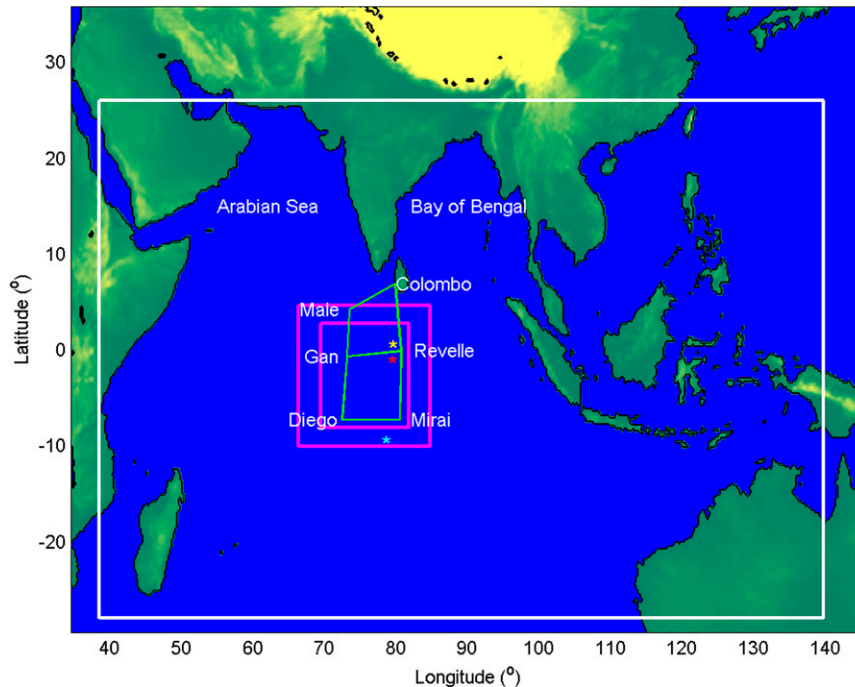 30
20
Arabian Sea
Bay of Bengal
10
Colombo
Male
Latitude (°)
0
Gan
Revelle
Diego
Mirai
-10
-20
40 50 60 70 80 90 100 110 120 130 140
Longitude (°)